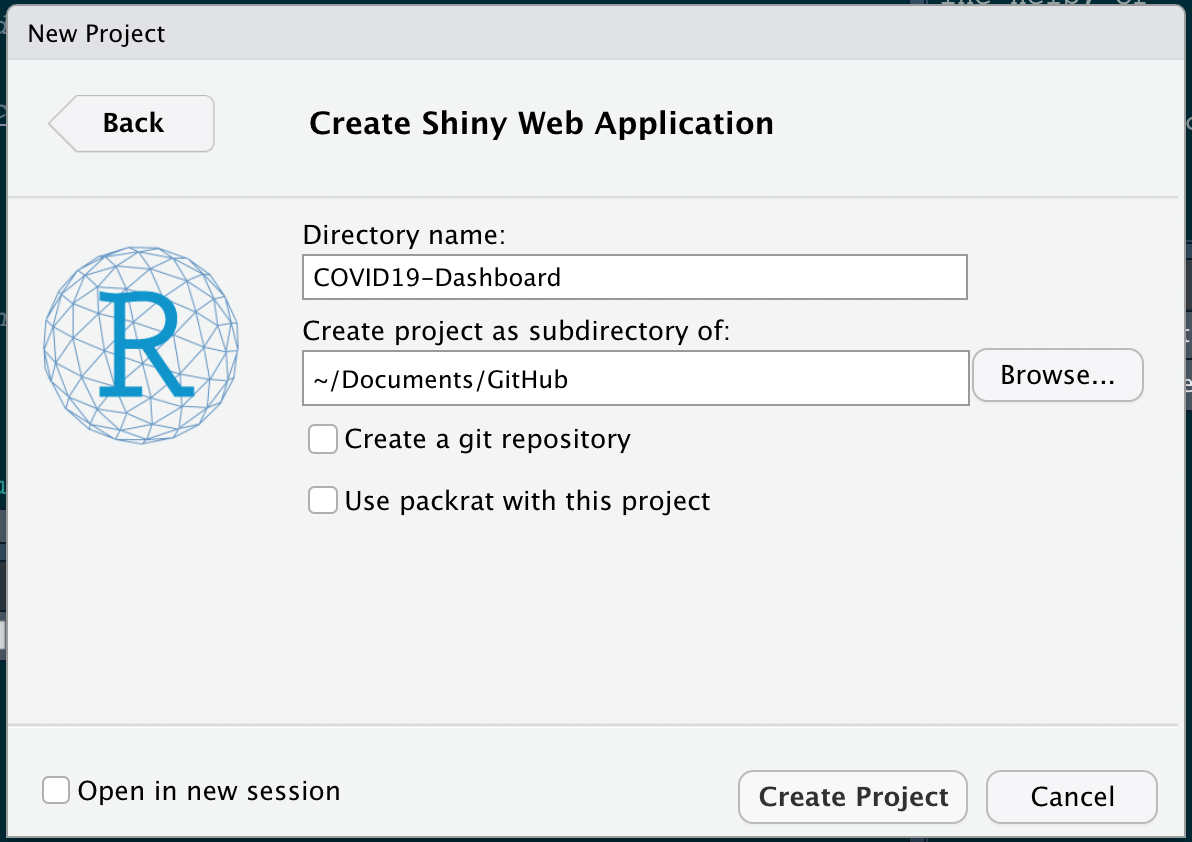 New Project
Back
Create Shiny Web Application
Directory name:
COVID19-Dashboard
Create project as subdirectory of:
~/Documents/GitHub
Browse...
Create a git repository
Use packrat with this project
R
Open in new session
Create Project
Cancel